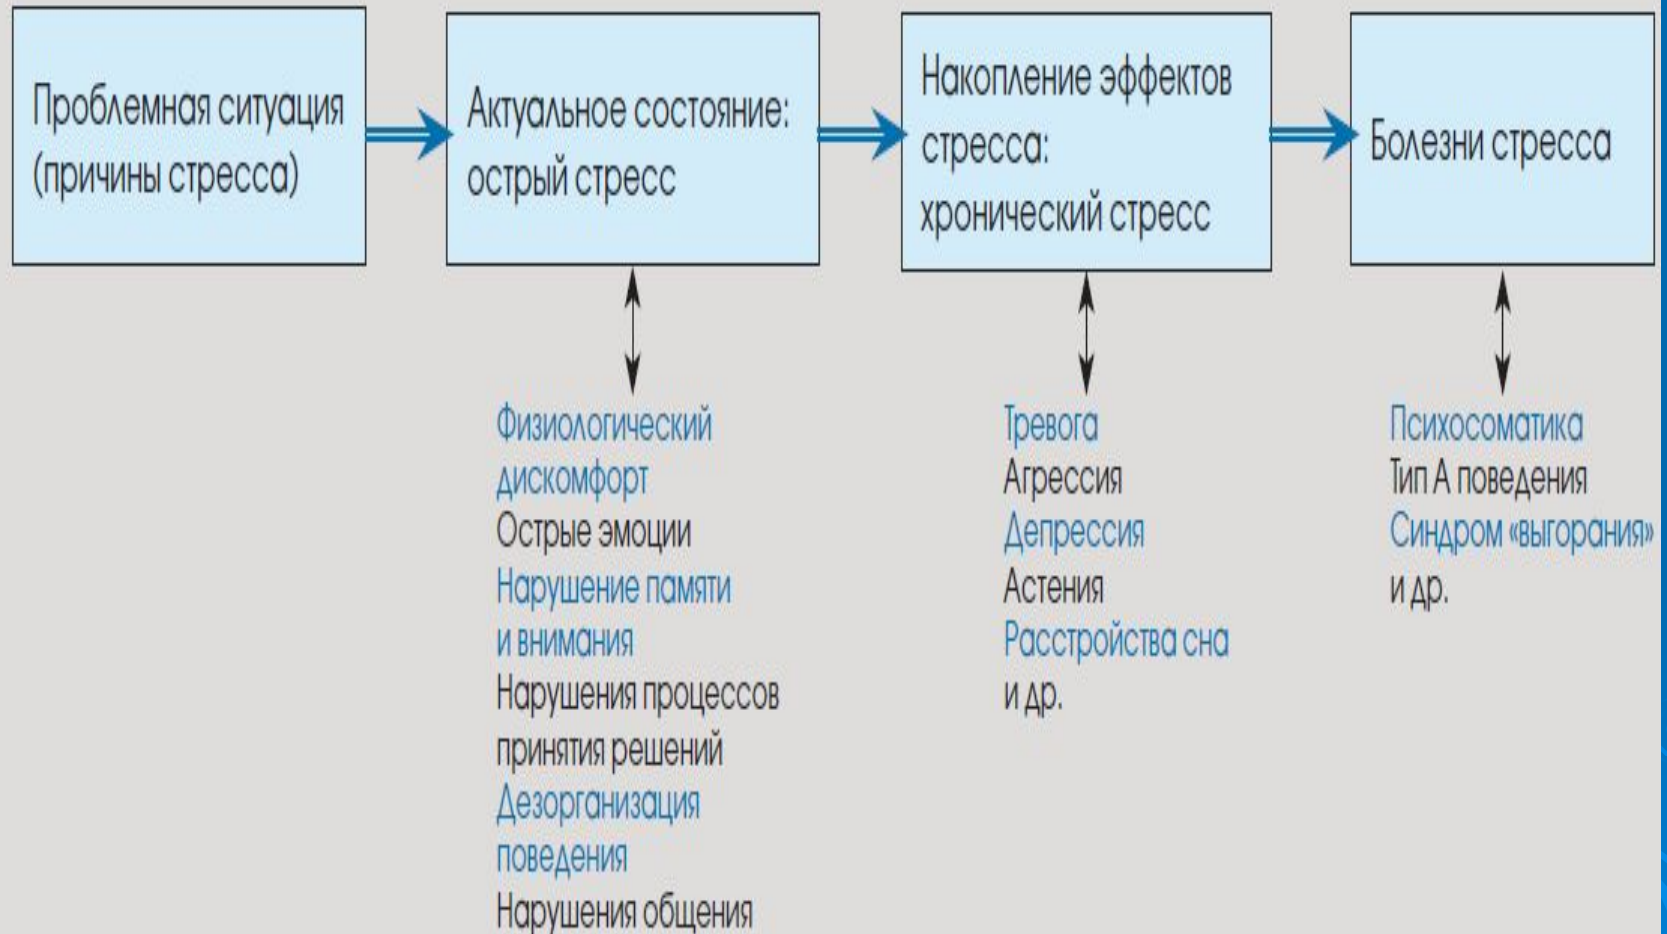 Проблемная ситуация
(причины стресса)
Актуальное состояние:
острый стресс
Накопление эффектов
стресса:
хронический стресс
Болезни стресса
Физиологический
дискомфорт
Острые эмоции
Нарушение памяти
и внимания
Нарушения процессов
принятия решений
Дезорганизация
поведения
Нарушения общения
Тревога
Агрессия
Депрессия
Астения
Расстройства сна
и др.
Психосоматика
Тип А поведения
Синдром «выгорания»
и др.